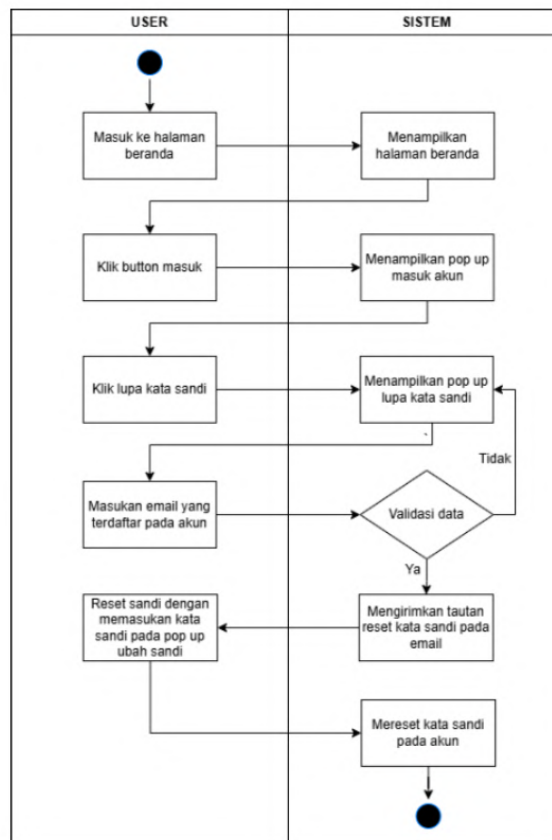 USER
SISTEM
Masuk ke halaman
beranda
Menampilkan
halaman beranda
Klik button masuk
Menampilkan pop up
masuk akun
Klik lupa kata sandi
Menampilkan pop up
lupa kata sandi
Tidak
Masukan email yang
terdaftar pada akun
Validasi data
Ya
Reset sandi dengan
memasukan kata
sandi pada pop up
ubah sandi
Mengirimkan tautan
reset kata sandi pada
email
Mereset kata sandi
pada akun